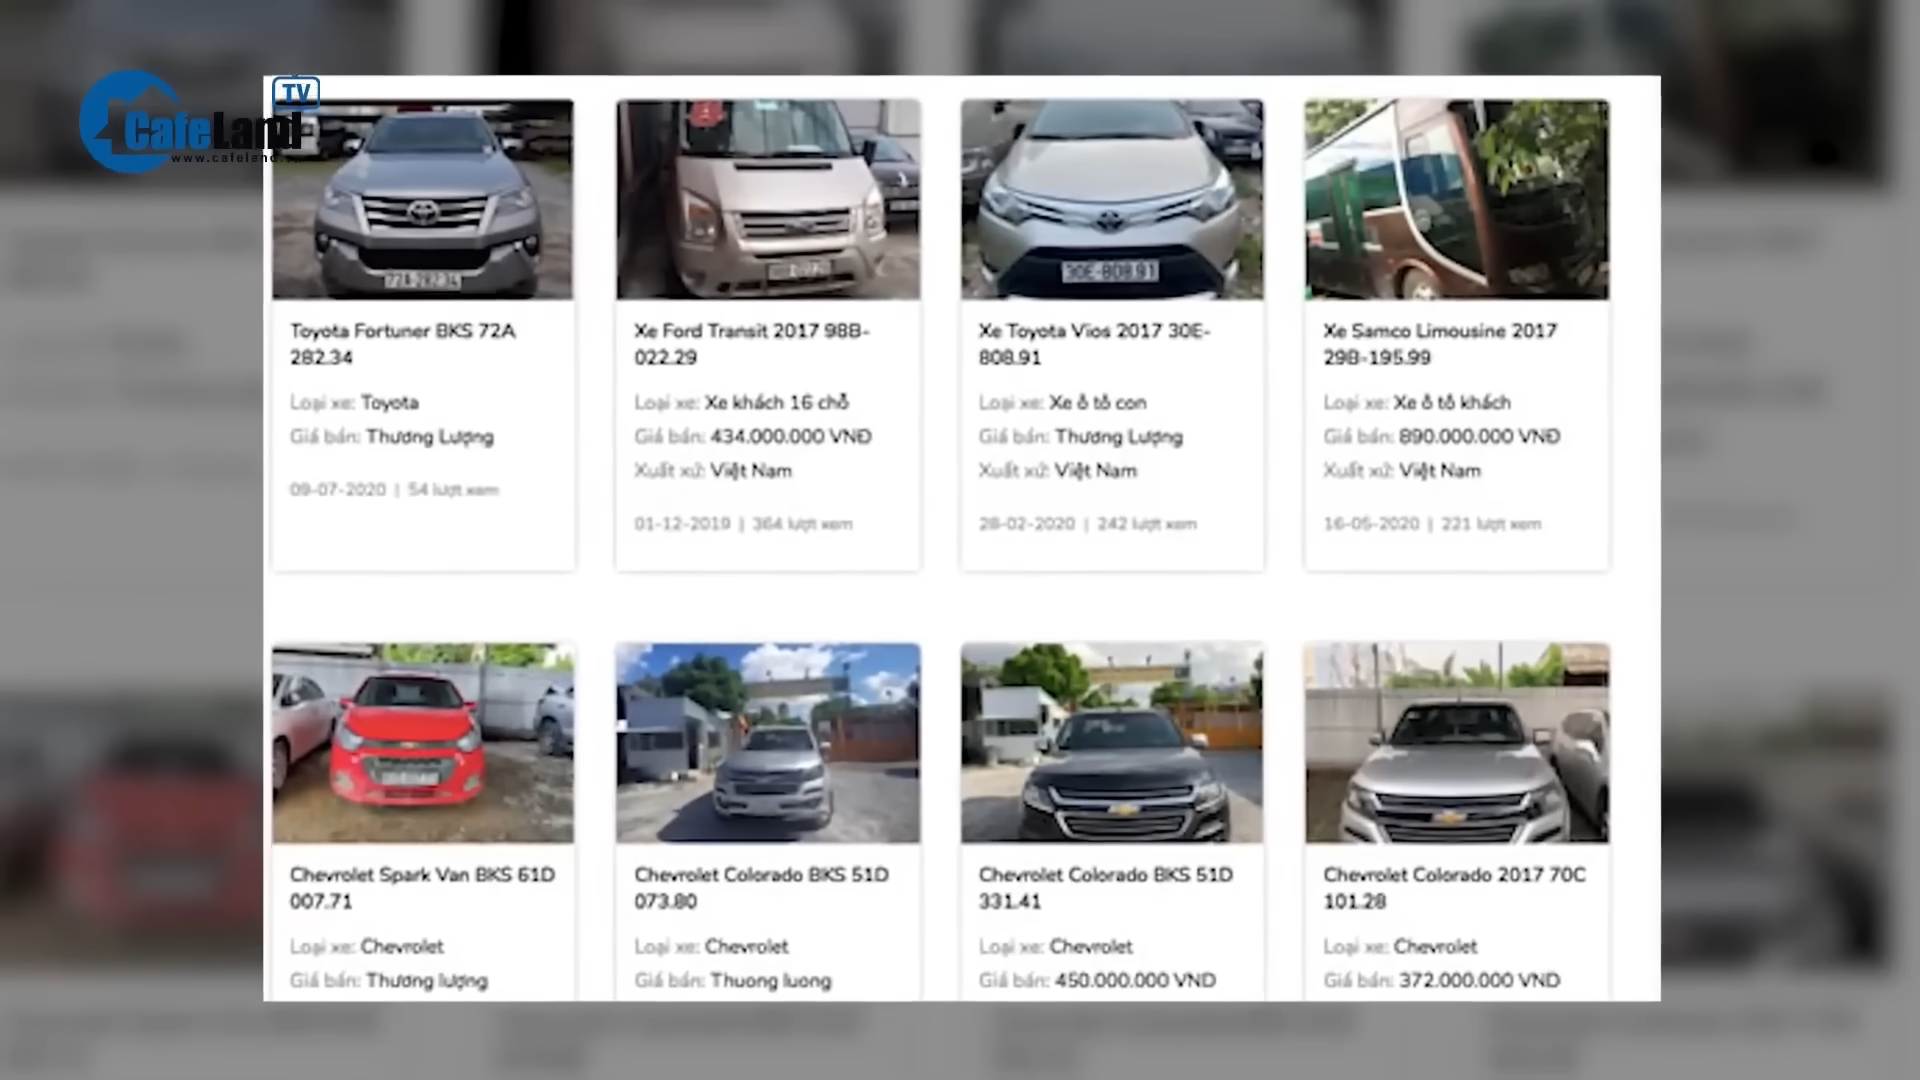 TV
CafeLand
Toyota Fortuner BKS 72A
282.34
Loại xe: Toyota
Giá bán: Thương Lượng
09-07-2020 | 54 lượt xem
Xe Ford Transit 2017 98B-
022.29
Loại xe: Xe khách 16 chỗ
Giá bán: 434.000.000 VNĐ
Xuất xứ: Việt Nam
01-12-2019 | 364 lượt xem
30E-808.91
Xe Toyota Vios 2017 30E-
808.91
Loại xe: Xe ô tô con
Giá bán: Thương Lượng
Xuất xứ: Việt Nam
28-02-2020 | 242 lượt xem
Xe Samco Limousine 2017
29B-195.99
Loại xe: Xe ô tô khách
Giá bán: 890.000.000 VNĐ
Xuất xứ: Việt Nam
16-05-2020 | 221 lượt xem
Chevrolet Spark Van BKS 61D
007.71
Loại xe: Chevrolet
Giá bán: Thương lượng
Chevrolet Colorado BKS 51D
073.80
Loại xe: Chevrolet
Giá bán: Thuong luong
Chevrolet Colorado BKS 51D
331.41
Loại xe: Chevrolet
Giá bán: 450.000.000 VND
Chevrolet Colorado 2017 70C
101.28
Loại xe: Chevrolet
Giá bán: 372.000.000 VND